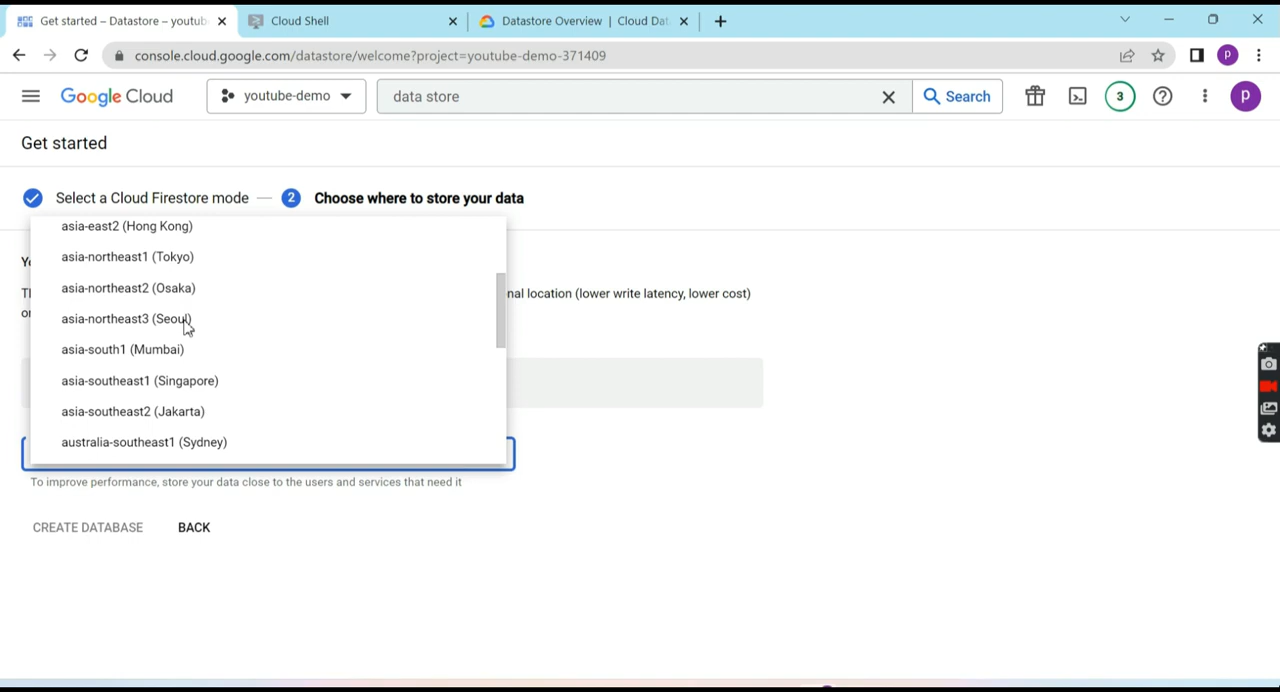 Get started – Datastore – youtub
Cloud Shell
Datastore Overview | Cloud Dat
console.cloud.google.com/datastore/welcome?project=youtube-demo-371409
P
Google Cloud
youtube-demo
data store
Search
3
P
Get started
Select a Cloud Firestore mode
2
Choose where to store your data
asia-east2 (Hong Kong)
asia-northeast1 (Tokyo)
asia-northeast2 (Osaka)
nal location (lower write latency, lower cost)
asia-northeast3 (Seoul)
asia-south1 (Mumbai)
asia-southeast1 (Singapore)
asia-southeast2 (Jakarta)
australia-southeast1 (Sydney)
To improve performance, store your data close to the users and services that need it
CREATE DATABASE
BACK